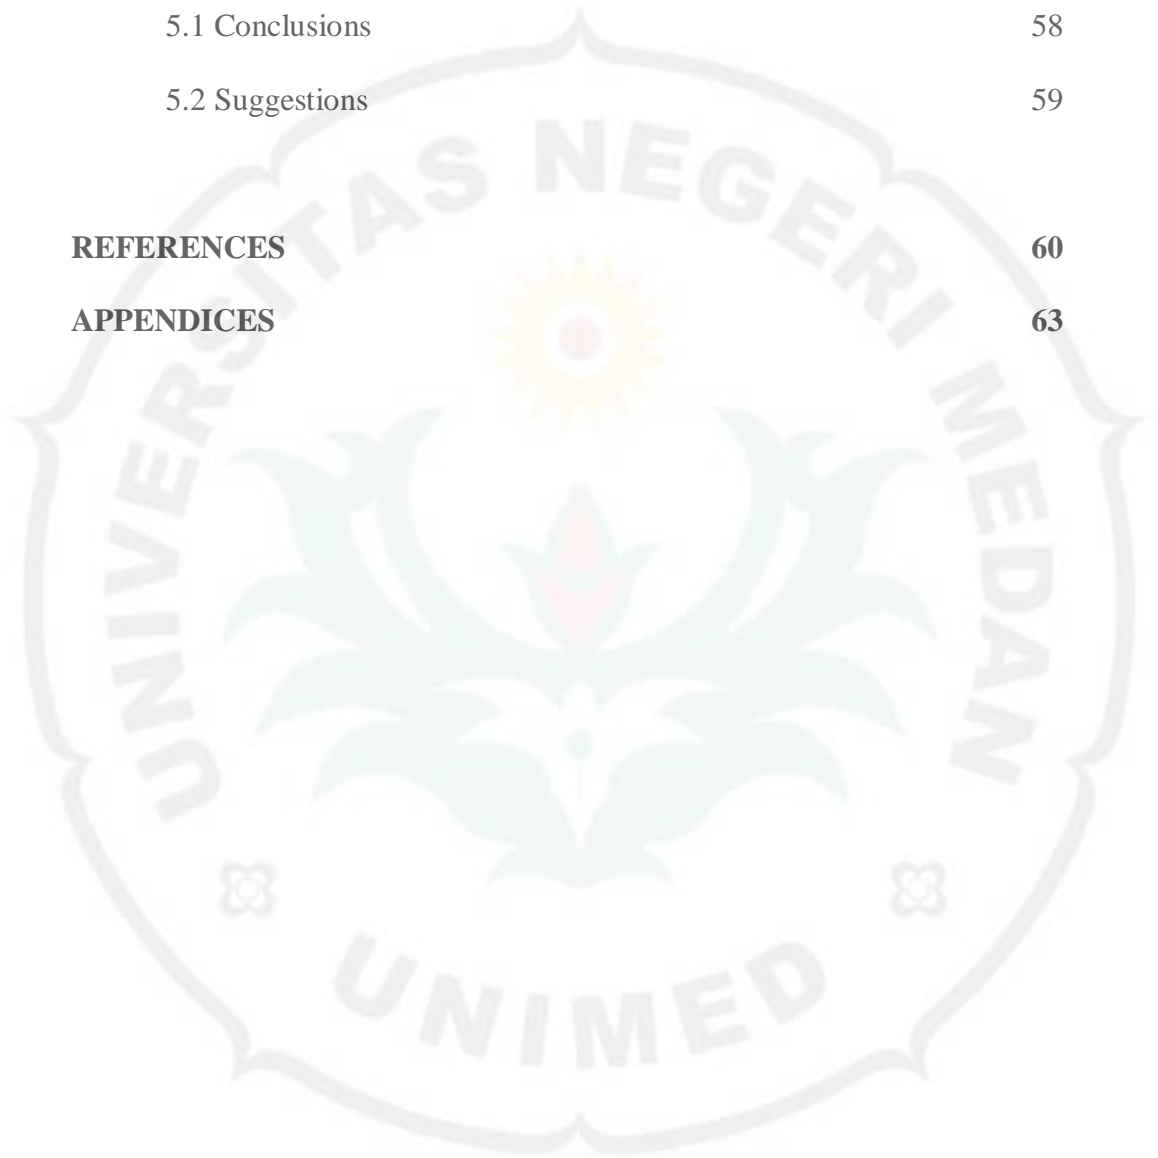 5.1 Conclusions 58
5.2 Suggestions 59
REFERENCES 60
APPENDICES 63
UNIVERSITAS NEGERI MEDAN
UNIMED